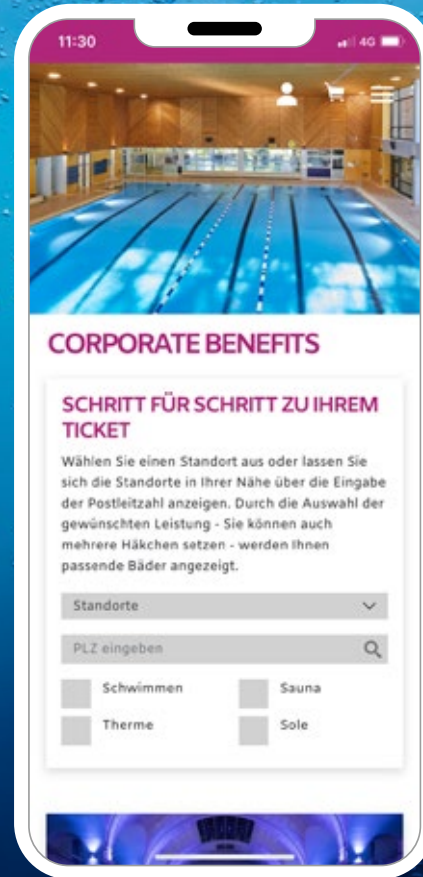 11:30
4G
CORPORATE BENEFITS
SCHRITT FÜR SCHRITT ZU IHREM
TICKET
Wählen Sie einen Standort aus oder lassen Sie
sich die Standorte in Ihrer Nähe über die Eingabe
der Postleitzahl anzeigen. Durch die Auswahl der
gewünschten Leistung - Sie können auch
mehrere Häkchen setzen - werden Ihnen
passende Bäder angezeigt.
Standorte
PLZ eingeben
Schwimmen Sauna
Therme Sole